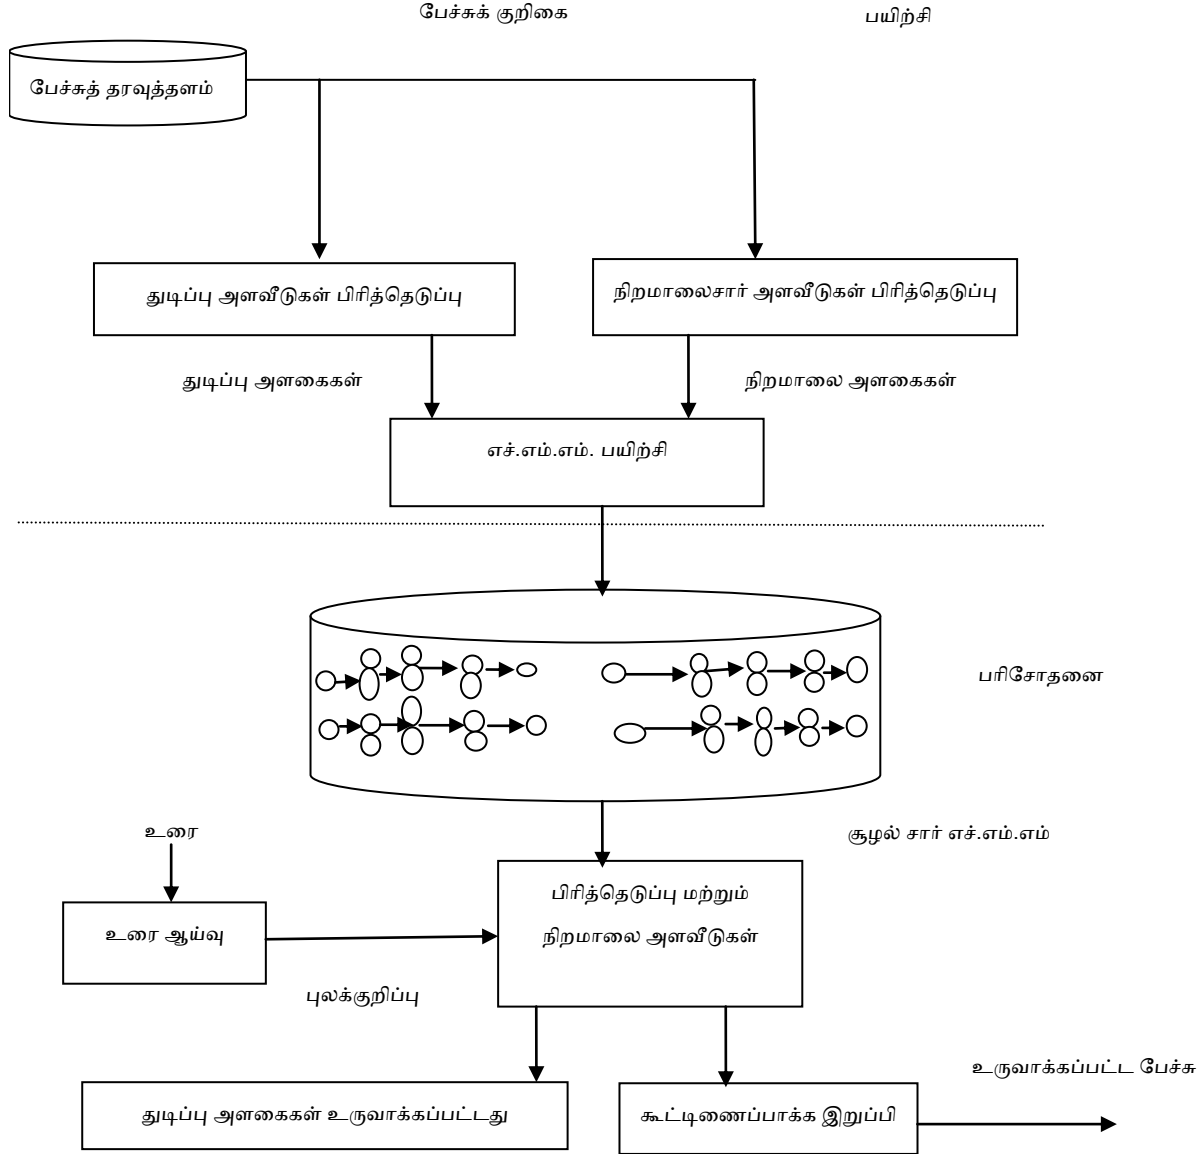 பேச்சுக் குறிகை
பயிற்சி
பேச்சுத் தரவுத்தளம்
துடிப்பு அளவீடுகள் பிரித்தெடுப்பு
நிறமாலைசார் அளவீடுகள் பிரித்தெடுப்பு
துடிப்பு அளகைகள்
நிறமாலை அளகைகள்
எச்.எம்.எம். பயிற்சி
பரிசோதனை
உரை
சூழல் சார் எச்.எம்.எம்
பிரித்தெடுப்பு மற்றும்
நிறமாலை அளவீடுகள்
உரை ஆய்வு
புலக்குறிப்பு
உருவாக்கப்பட்ட பேச்சு
துடிப்பு அளகைகள் உருவாக்கப்பட்டது
கூட்டிணைப்பாக்க இறுப்பி